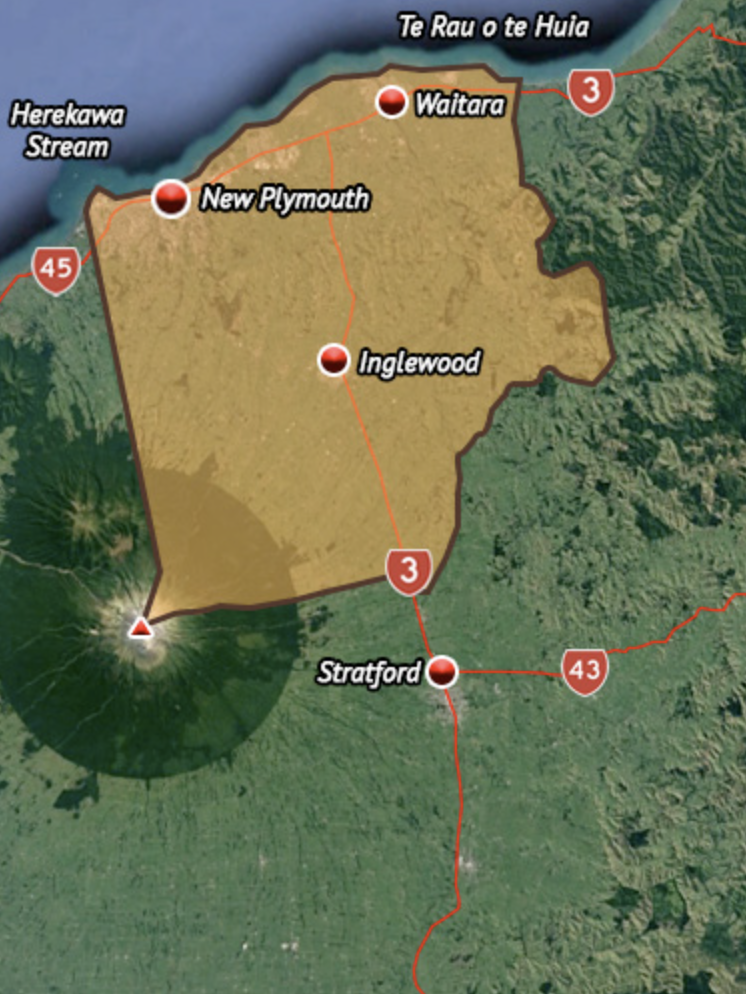 Te Rau o te Huia
3
Waitara
Herekawa
Stream
New Plymouth
45
Inglewood
3
Stratford
43